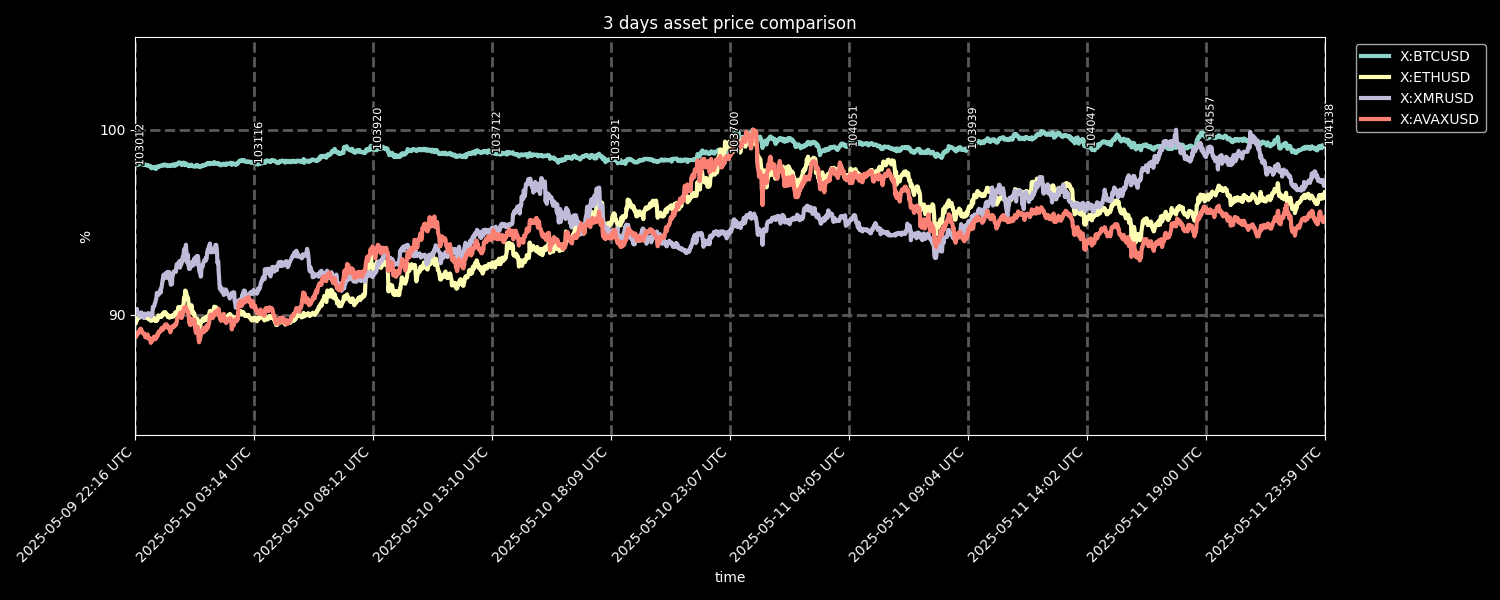 3 days asset price comparison
X:BTCUSD
X:ETHUSD
X:XMRUSD
X:AVAXUSD
100
90
%
103012
103116
103920
103712
103291
103700
104051
103939
104047
104557
104138
2025-05-09 22:16 UTC
2025-05-10 03:14 UTC
2025-05-10 08:12 UTC
2025-05-10 13:10 UTC
2025-05-10 18:09 UTC
2025-05-10 23:07 UTC
2025-05-11 04:05 UTC
2025-05-11 09:04 UTC
2025-05-11 14:02 UTC
2025-05-11 19:00 UTC
2025-05-11 23:59 UTC
time